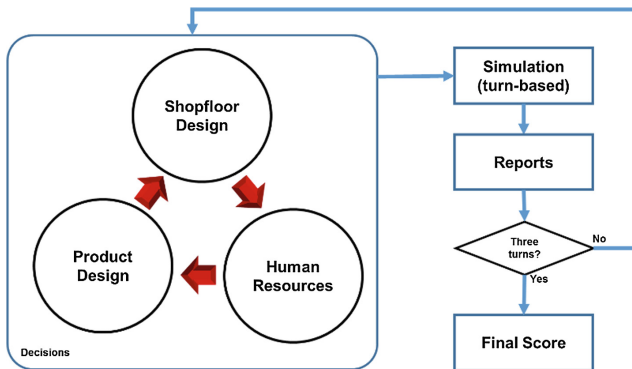 Shopfloor
Design
Product
Design
Human
Resources
Decisions
Simulation
(turn-based)
Reports
Three
turns?
No
Yes
Final Score